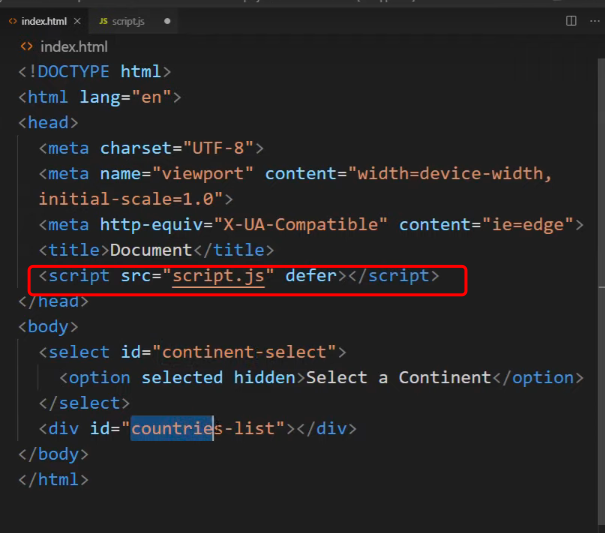 index.html ×
JS script.js ●
index.html
<!DOCTYPE html>
<html lang="en">
<head>
<meta charset="UTF-8">
<meta name="viewport" content="width=device-width,
initial-scale=1.0">
<meta http-equiv="X-UA-Compatible" content="ie=edge">
<title>Document</title>
<script src="script.js" defer></script>
</head>
<body>
<select id="continent-select">
<option selected hidden>Select a Continent</option>
</select>
<div id="countries-list"></div>
</body>
</html>